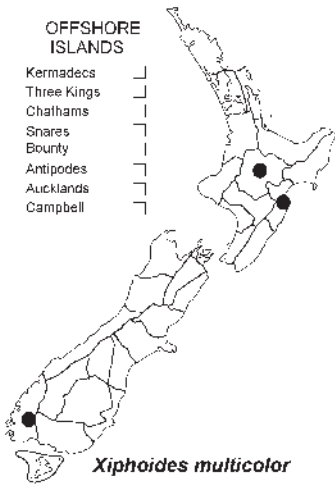 OFFSHORE
ISLANDS
Kermadecs
Three Kings
Chathams
Snares
Bounty
Antipodes
Aucklands
Campbell
Xiphoides multicolor